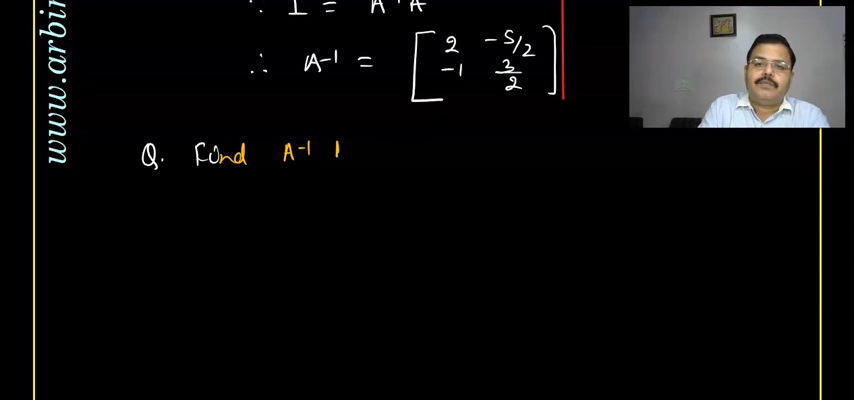 ∴ I = A⁻¹A
∴ A⁻¹ = [ 2 -5/2
-1 3/2 ]
Q. Find A⁻¹
www.arbin